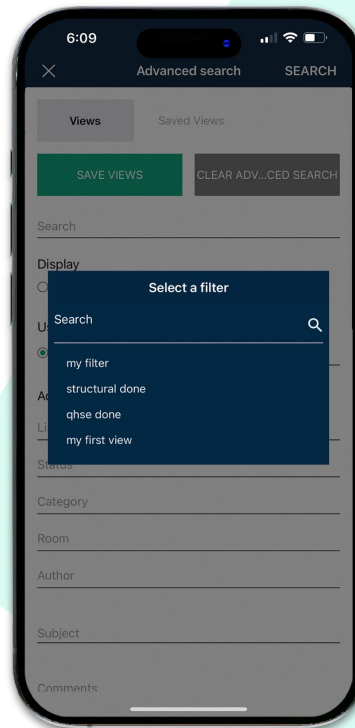 6:09
Advanced search SEARCH
Views Saved Views
SAVE VIEWS CLEAR ADV...CED SEARCH
Search
Display
Select a filter
Search
my filter
structural done
qhse done
my first view
Status
Category
Room
Author
Subject
Comments